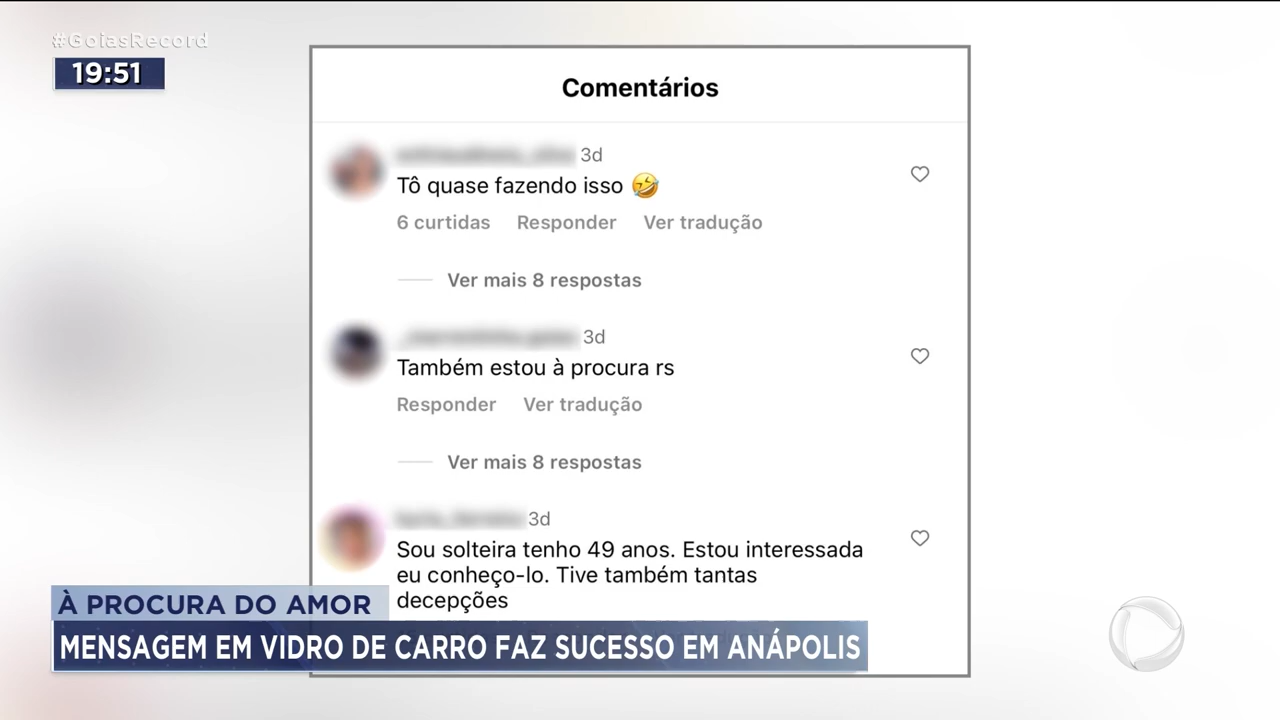 #GoiasRecord
19:51
Comentários
3d
Tô quase fazendo isso 🤣
6 curtidas Responder Ver tradução
Ver mais 8 respostas
3d
Também estou à procura rs
Responder Ver tradução
Ver mais 8 respostas
3d
Sou solteira tenho 49 anos. Estou interessada
eu conheço-lo. Tive também tantas
decepções
À PROCURA DO AMOR
MENSAGEM EM VIDRO DE CARRO FAZ SUCESSO EM ANÁPOLIS